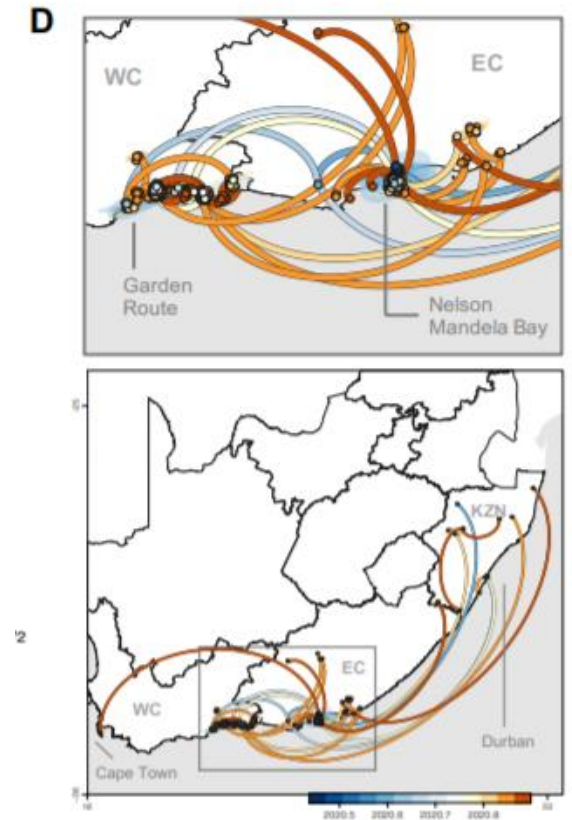 D
WC
EC
Garden
Route
Nelson
Mandela Bay
KZN
EC
WC
Durban
Cape Town
2020.5 2020.6 2020.7 2020.8